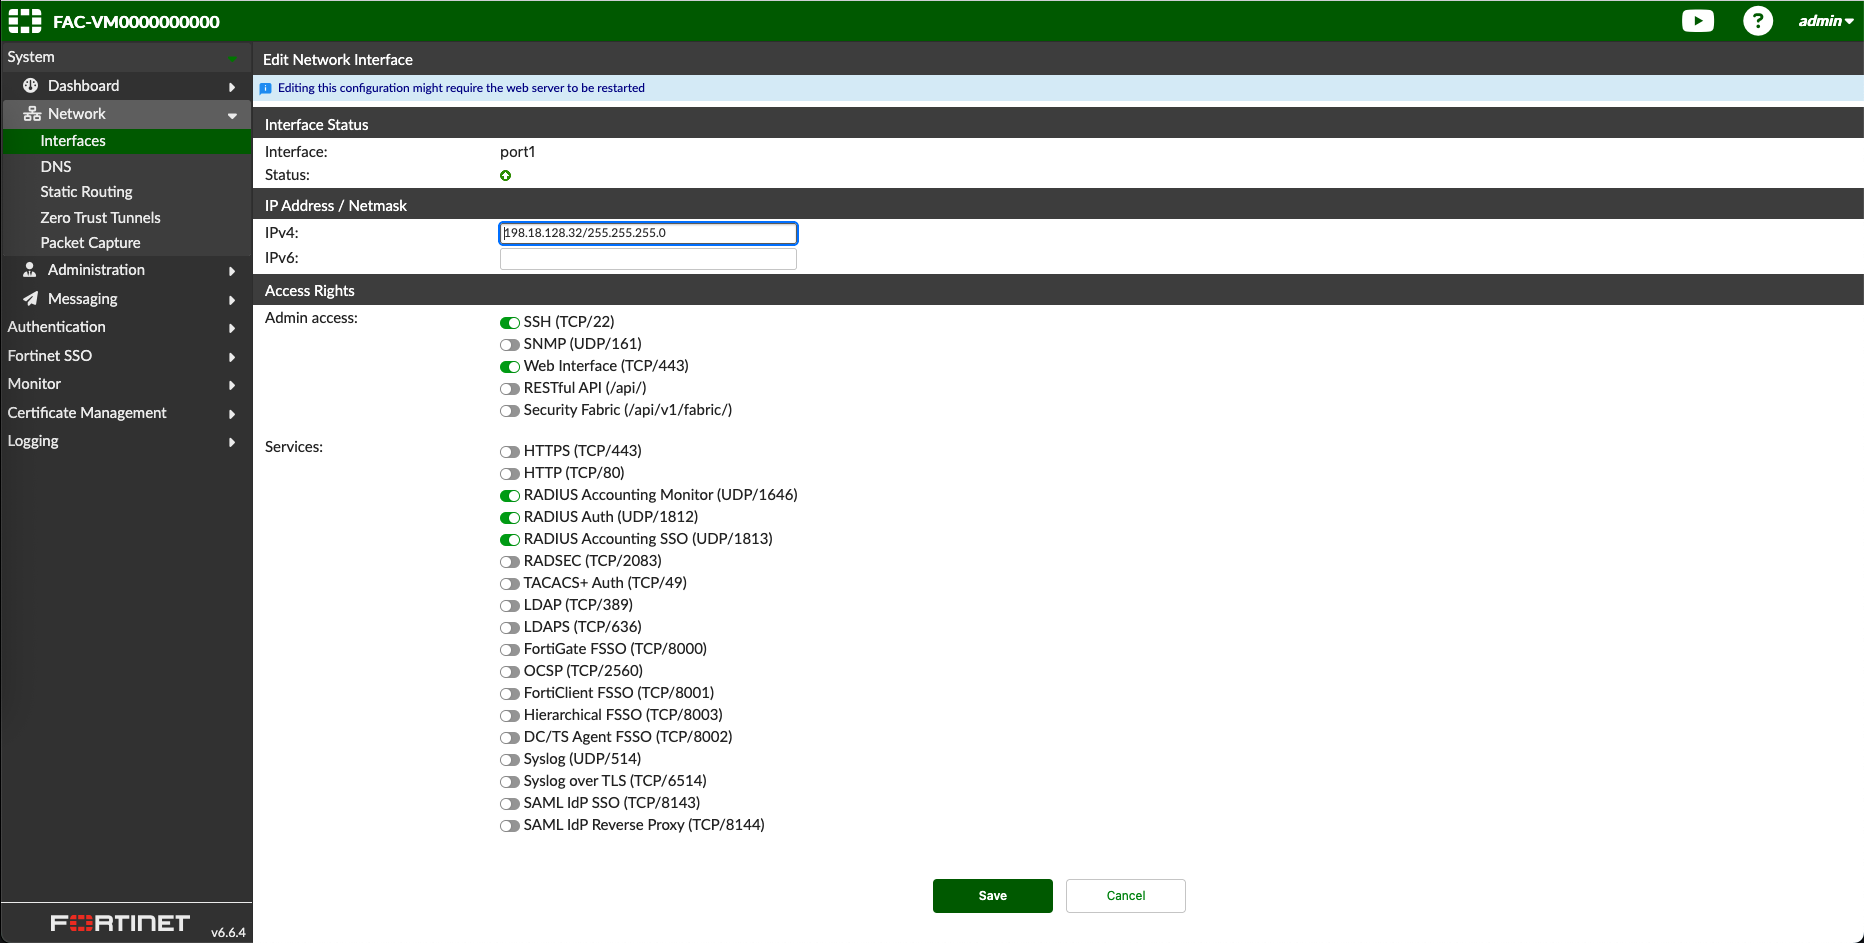 FAC-VM0000000000
admin
System
Dashboard
Network
Interfaces
DNS
Static Routing
Zero Trust Tunnels
Packet Capture
Administration
Messaging
Authentication
Fortinet SSO
Monitor
Certificate Management
Logging
FORTINET v6.6.4
Edit Network Interface
Editing this configuration might require the web server to be restarted
Interface Status
Interface: port1
Status:
IP Address / Netmask
IPv4: 198.18.128.32/255.255.255.0
IPv6:
Access Rights
Admin access:
SSH (TCP/22)
SNMP (UDP/161)
Web Interface (TCP/443)
RESTful API (/api/)
Security Fabric (/api/v1/fabric/)
Services:
HTTPS (TCP/443)
HTTP (TCP/80)
RADIUS Accounting Monitor (UDP/1646)
RADIUS Auth (UDP/1812)
RADIUS Accounting SSO (UDP/1813)
RADSEC (TCP/2083)
TACACS+ Auth (TCP/49)
LDAP (TCP/389)
LDAPS (TCP/636)
FortiGate FSSO (TCP/8000)
OCSP (TCP/2560)
FortiClient FSSO (TCP/8001)
Hierarchical FSSO (TCP/8003)
DC/TS Agent FSSO (TCP/8002)
Syslog (UDP/514)
Syslog over TLS (TCP/6514)
SAML IdP SSO (TCP/8143)
SAML IdP Reverse Proxy (TCP/8144)
Save
Cancel